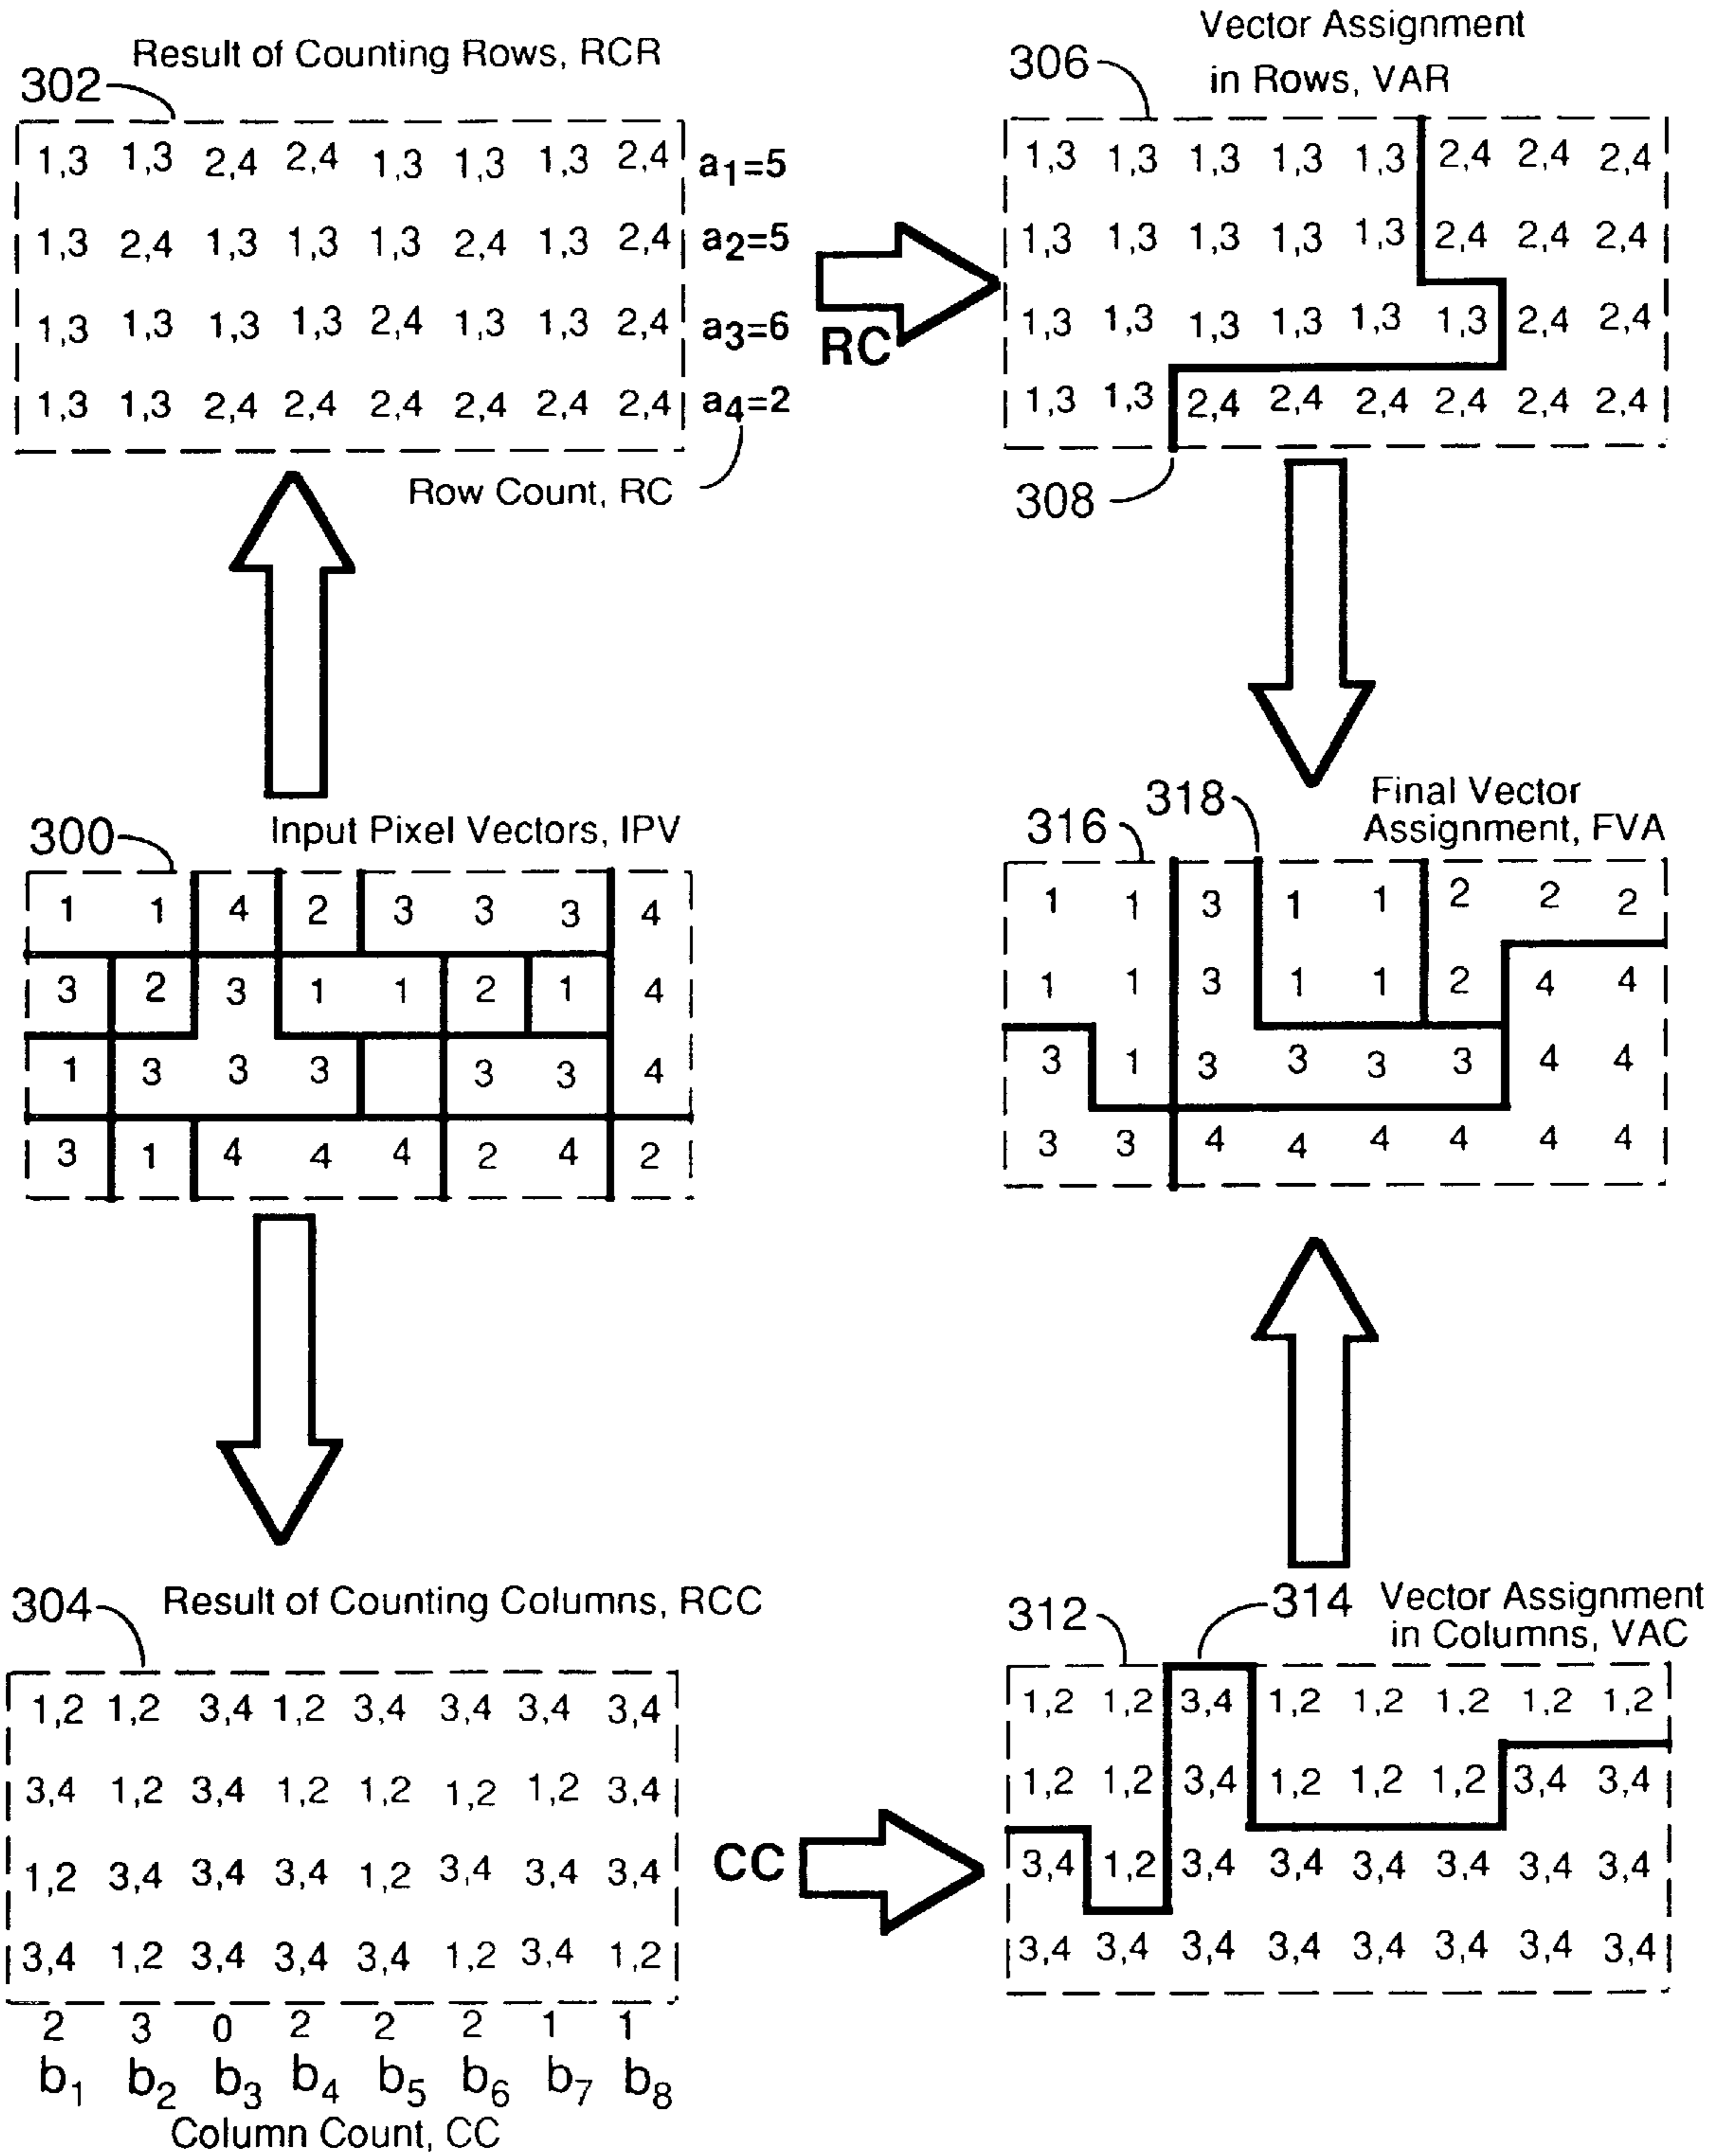 Result of Counting Rows, RCR
302
1,3 1,3 2,4 2,4 1,3 1,3 1,3 2,4 a1=5
1,3 2,4 1,3 1,3 1,3 2,4 1,3 2,4 a2=5
1,3 1,3 1,3 1,3 2,4 1,3 1,3 2,4 a3=6
1,3 1,3 2,4 2,4 2,4 2,4 2,4 2,4 a4=2
Row Count, RC
RC
Vector Assignment
in Rows, VAR
306
1,3 1,3 1,3 1,3 1,3 2,4 2,4 2,4
1,3 1,3 1,3 1,3 1,3 2,4 2,4 2,4
1,3 1,3 1,3 1,3 1,3 1,3 2,4 2,4
1,3 1,3 2,4 2,4 2,4 2,4 2,4 2,4
308
300
Input Pixel Vectors, IPV
1 1 4 2 3 3 3 4
3 2 3 1 1 2 1 4
1 3 3 3 3 3 4
3 1 4 4 4 2 4 2
316
318
Final Vector
Assignment, FVA
1 1 3 1 1 2 2 2
1 1 3 1 1 2 4 4
3 1 3 3 3 3 4 4
3 3 4 4 4 4 4 4
304
Result of Counting Columns, RCC
1,2 1,2 3,4 1,2 3,4 3,4 3,4 3,4
3,4 1,2 3,4 1,2 1,2 1,2 1,2 3,4
1,2 3,4 3,4 3,4 1,2 3,4 3,4 3,4
3,4 1,2 3,4 3,4 3,4 1,2 3,4 1,2
2 3 0 2 2 2 1 1
b1 b2 b3 b4 b5 b6 b7 b8
Column Count, CC
CC
312
314
Vector Assignment
in Columns, VAC
1,2 1,2 3,4 1,2 1,2 1,2 1,2 1,2
1,2 1,2 3,4 1,2 1,2 1,2 3,4 3,4
3,4 1,2 3,4 3,4 3,4 3,4 3,4 3,4
3,4 3,4 3,4 3,4 3,4 3,4 3,4 3,4